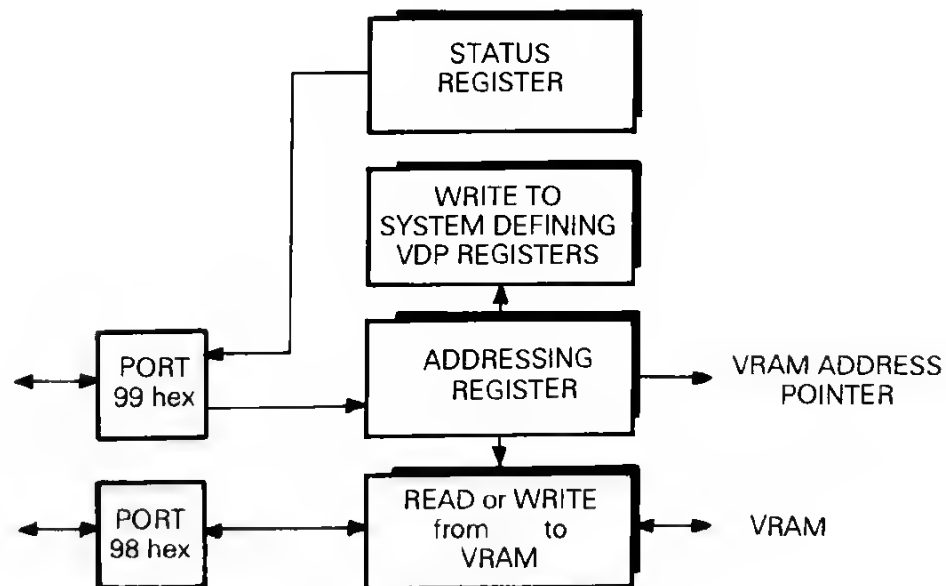 STATUS
REGISTER
WRITE TO
SYSTEM DEFINING
VDP REGISTERS
PORT
99 hex
ADDRESSING
REGISTER
VRAM ADDRESS
POINTER
PORT
98 hex
READ or WRITE
from to
VRAM
VRAM